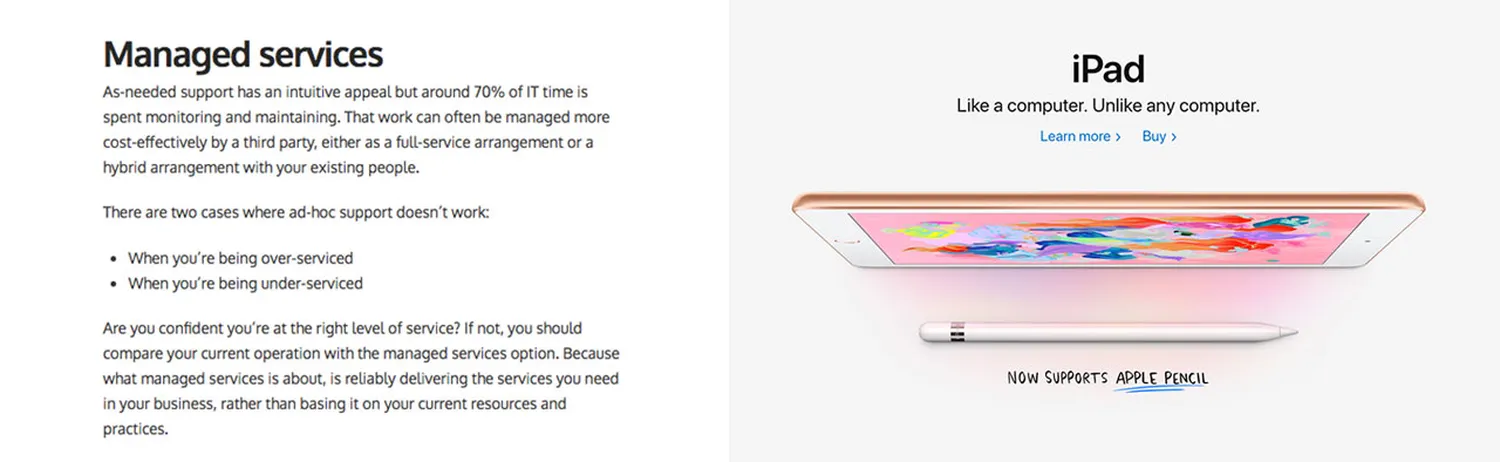 Managed services
As-needed support has an intuitive appeal but around 70% of IT time is
spent monitoring and maintaining. That work can often be managed more
cost-effectively by a third party, either as a full-service arrangement or a
hybrid arrangement with your existing people.
There are two cases where ad-hoc support doesn’t work:
• When you’re being over-serviced
• When you’re being under-serviced
Are you confident you’re at the right level of service? If not, you should
compare your current operation with the managed services option. Because
what managed services is about, is reliably delivering the services you need
in your business, rather than basing it on your current resources and
practices.
iPad
Like a computer. Unlike any computer.
Learn more › Buy ›
NOW SUPPORTS APPLE PENCIL